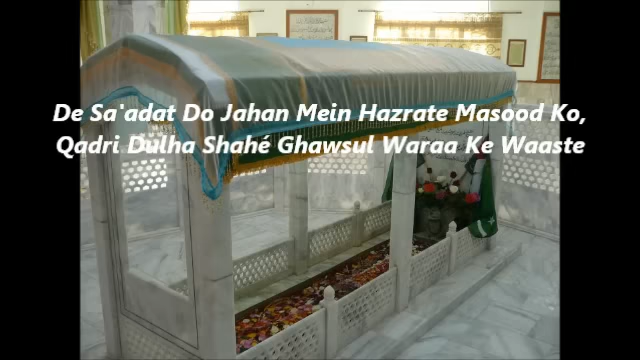 De Sa'adat Do Jahan Mein Hazrate Masood Ko,
Qadri Dulha Shahé Ghawsul Waraa Ke Waaste